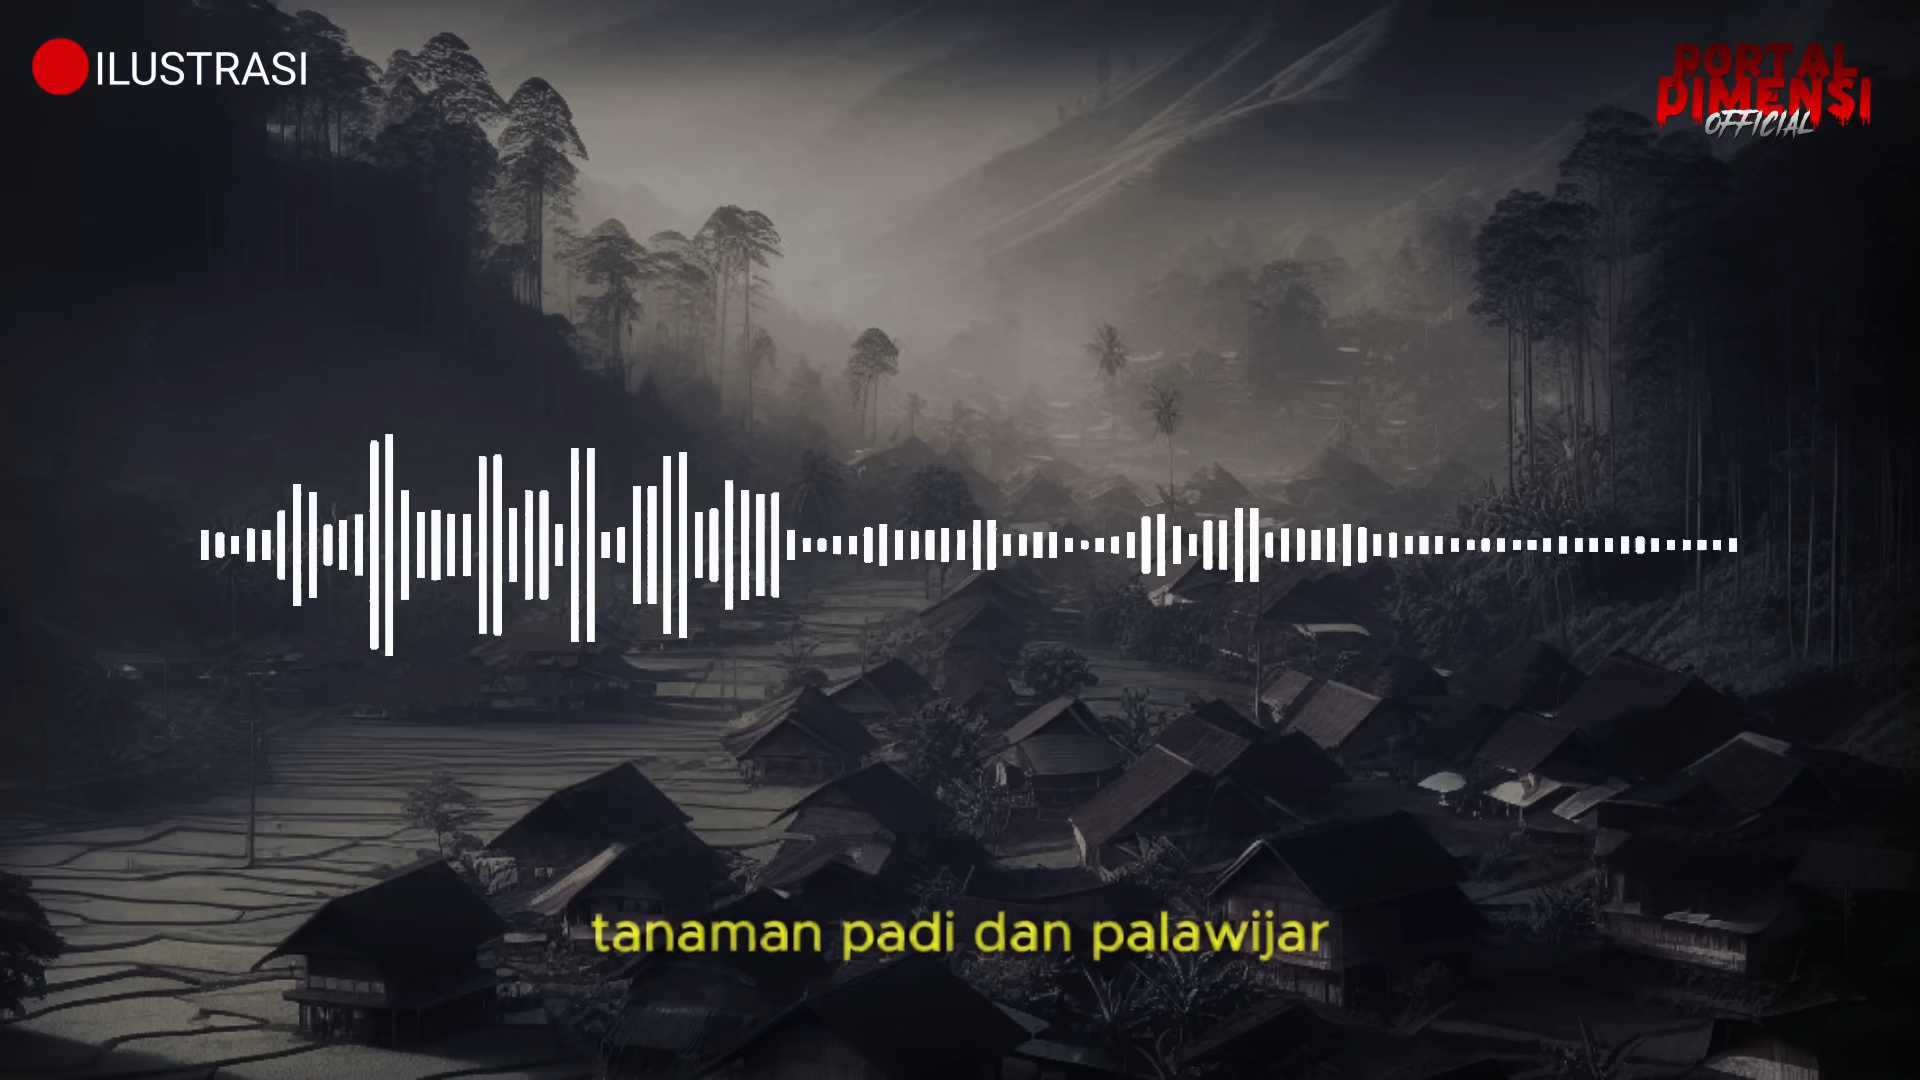 ILUSTRASI
PORTAL
DIMENSI
OFFICIAL
tanaman padi dan palawijar